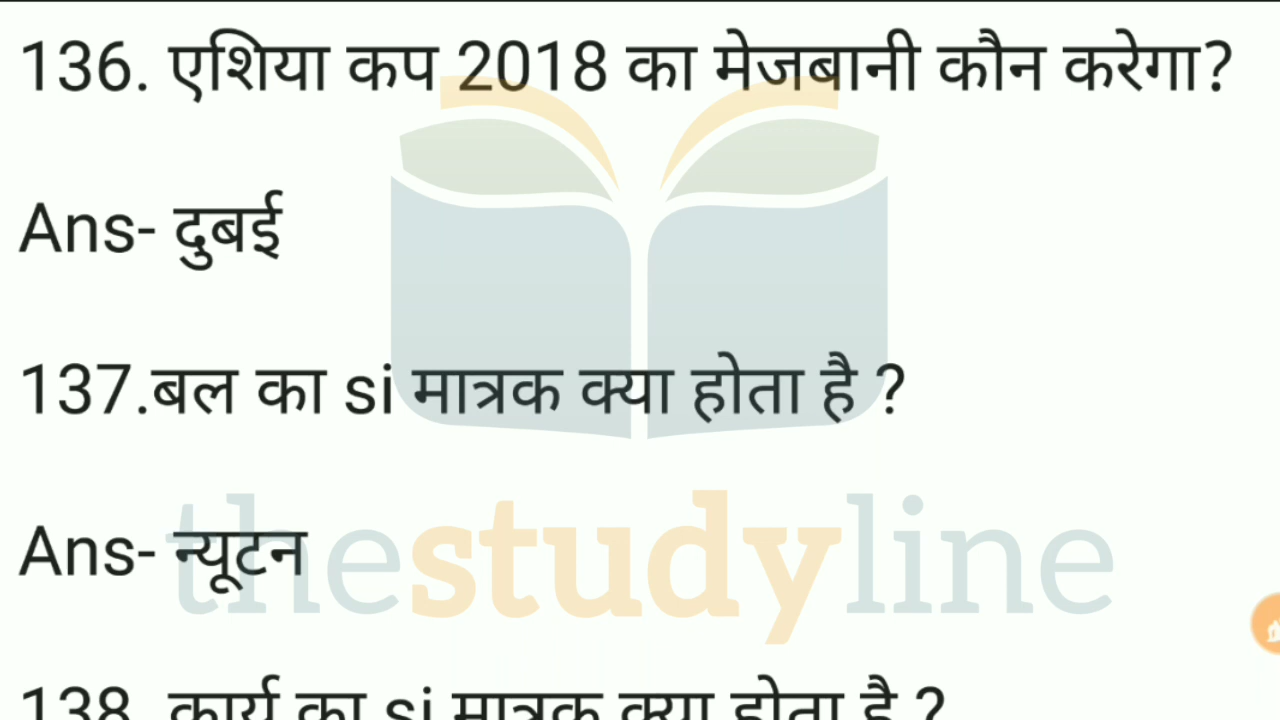 136. एशिया कप 2018 का मेजबानी कौन करेगा?
Ans- दुबई
137.बल का si मात्रक क्या होता है ?
Ans- न्यूटन
thestudyline
138. कार्य का si मात्रक क्या होता है ?